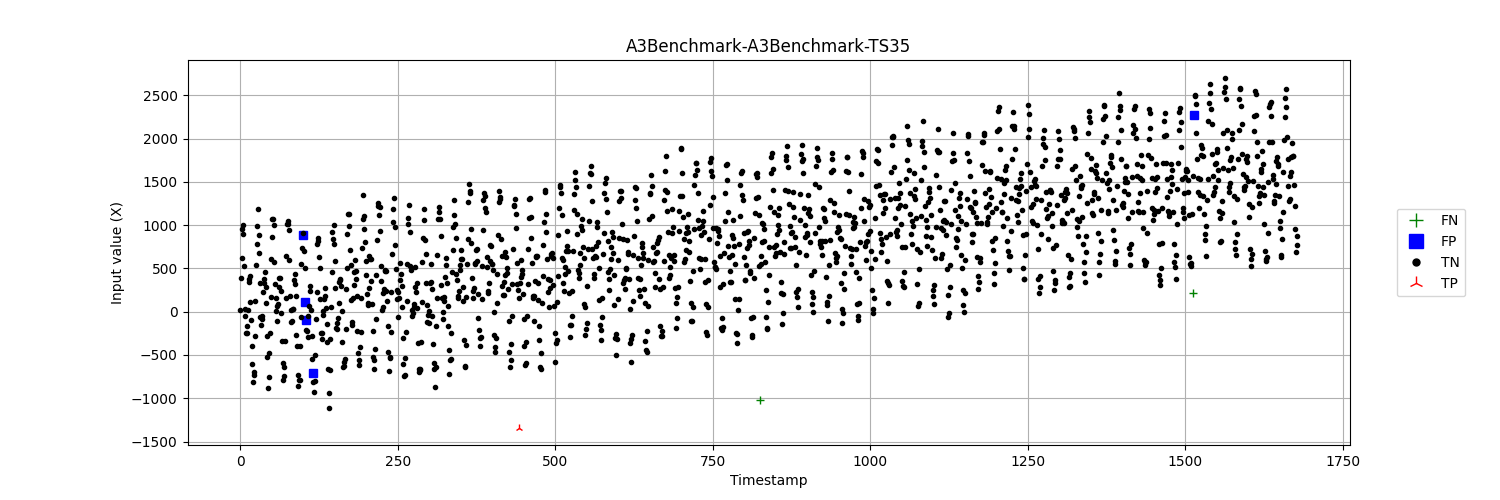 A3Benchmark-A3Benchmark-TS35
Input value (X)
2500
2000
1500
1000
500
0
−500
−1000
−1500
0 250 500 750 1000 1250 1500 1750
Timestamp
FN
FP
TN
TP